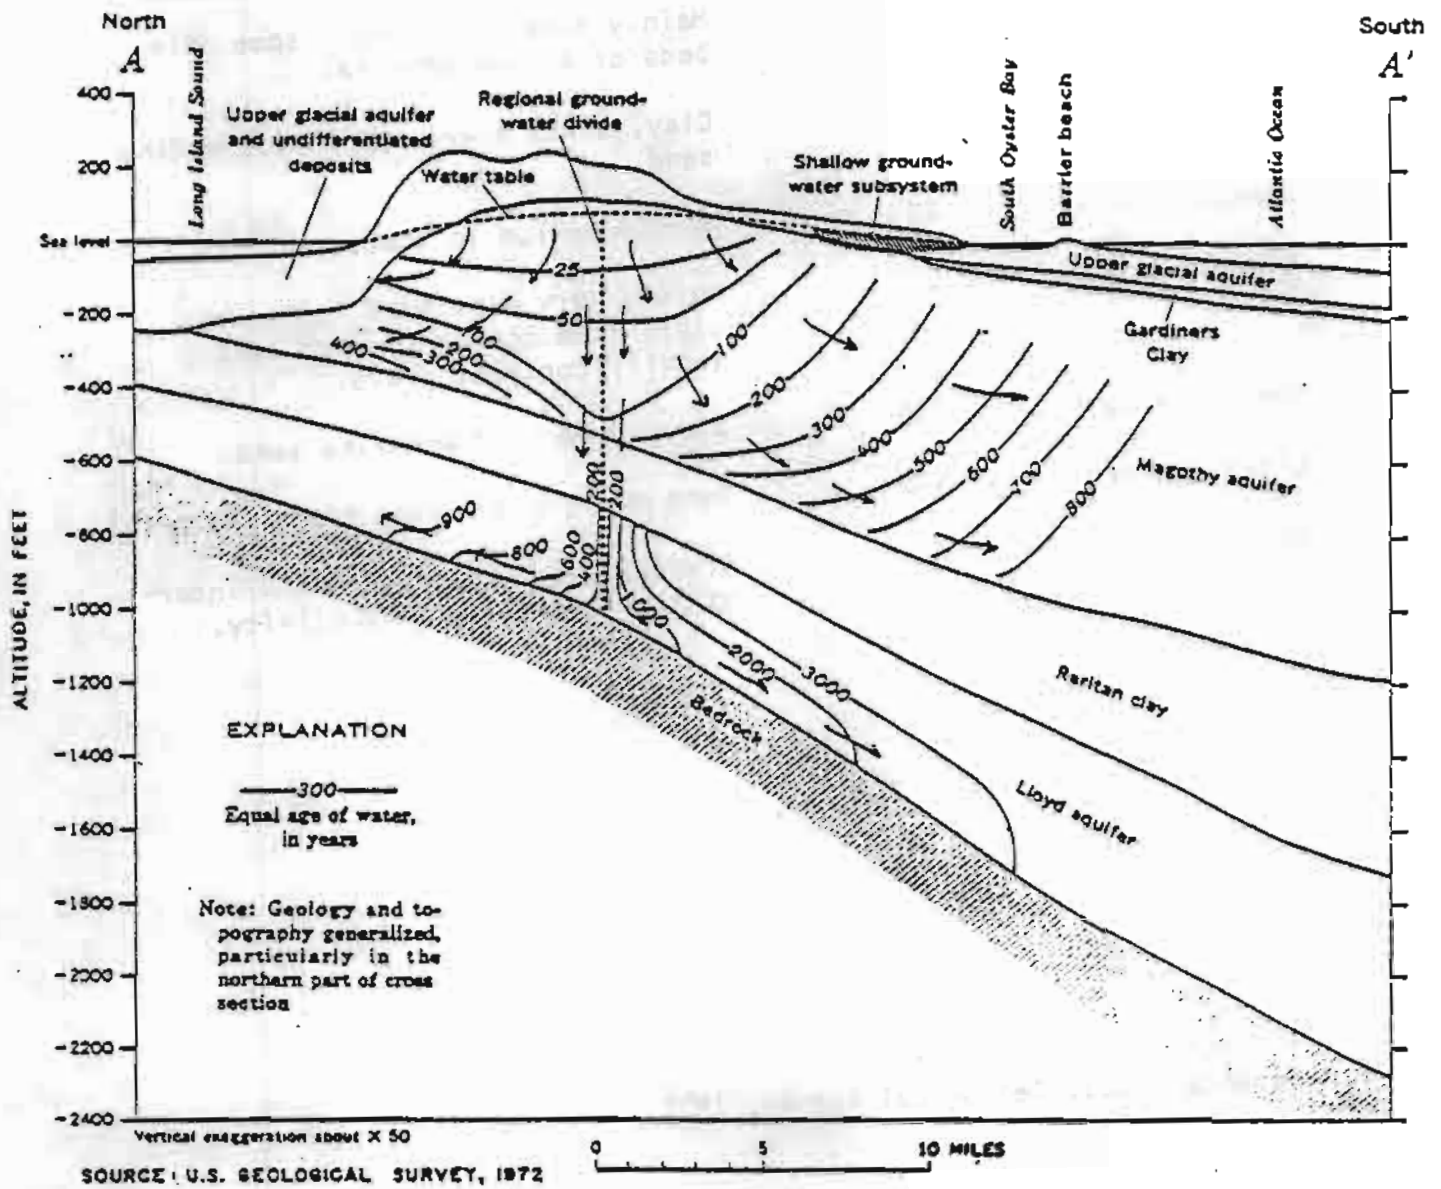 North
South
A
A'
Long Island Sound
South Oyster Bay
Barrier beach
Atlantic Ocean
400
200
Sea level
-200
-400
-600
-800
-1000
-1200
-1400
-1600
-1800
-2000
-2200
-2400
ALTITUDE, IN FEET
Upper glacial aquifer
and undifferentiated
deposits
Regional ground-
water divide
Water table
Shallow ground-
water subsystem
Upper glacial aquifer
Gardiners
Clay
25
50
100
200
300
400
100
200
300
400
500
600
700
800
Magothy aquifer
200
900
800
600
400
1000
2000
3000
Raritan clay
Bedrock
Lloyd aquifer
EXPLANATION
300
Equal age of water,
in years
Note: Geology and to-
pography generalized,
particularly in the
northern part of cross
section
Vertical exaggeration about X 50
0 5 10 MILES
SOURCE: U.S. GEOLOGICAL SURVEY, 1972